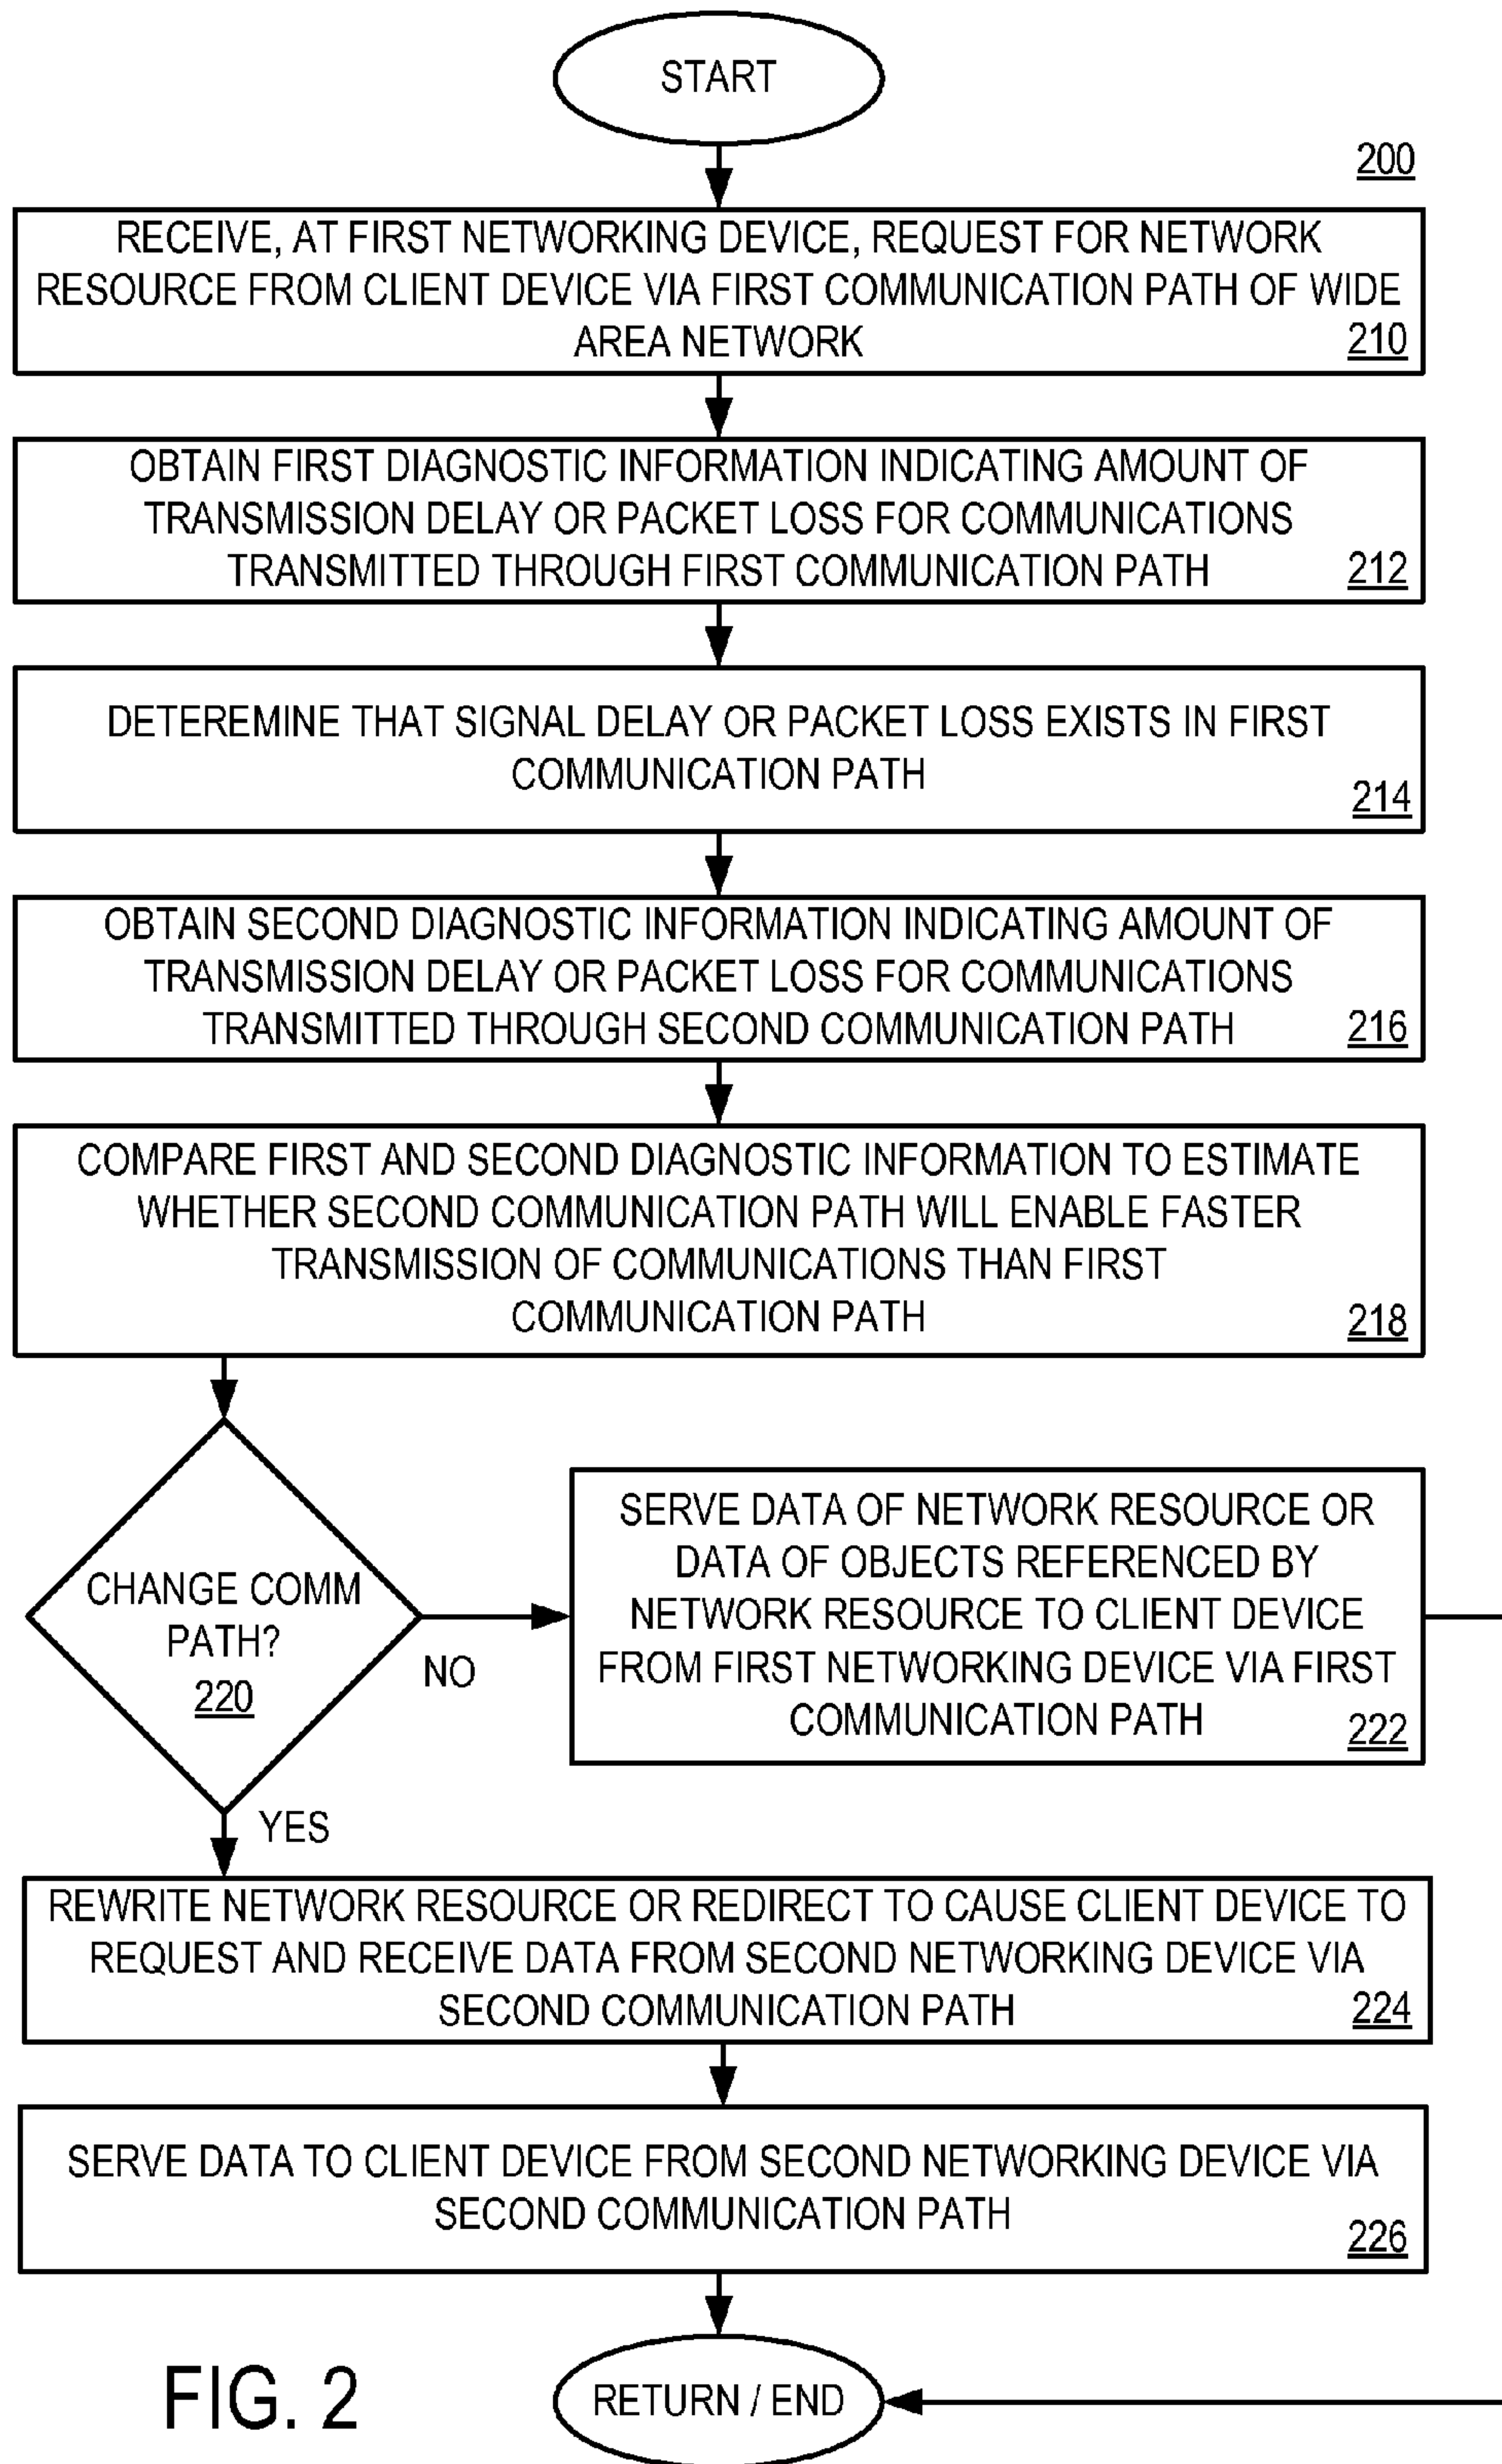 START
200
RECEIVE, AT FIRST NETWORKING DEVICE, REQUEST FOR NETWORK
RESOURCE FROM CLIENT DEVICE VIA FIRST COMMUNICATION PATH OF WIDE
AREA NETWORK
210
OBTAIN FIRST DIAGNOSTIC INFORMATION INDICATING AMOUNT OF
TRANSMISSION DELAY OR PACKET LOSS FOR COMMUNICATIONS
TRANSMITTED THROUGH FIRST COMMUNICATION PATH
212
DETEREMINE THAT SIGNAL DELAY OR PACKET LOSS EXISTS IN FIRST
COMMUNICATION PATH
214
OBTAIN SECOND DIAGNOSTIC INFORMATION INDICATING AMOUNT OF
TRANSMISSION DELAY OR PACKET LOSS FOR COMMUNICATIONS
TRANSMITTED THROUGH SECOND COMMUNICATION PATH
216
COMPARE FIRST AND SECOND DIAGNOSTIC INFORMATION TO ESTIMATE
WHETHER SECOND COMMUNICATION PATH WILL ENABLE FASTER
TRANSMISSION OF COMMUNICATIONS THAN FIRST
COMMUNICATION PATH
218
CHANGE COMM
PATH?
220
NO
SERVE DATA OF NETWORK RESOURCE OR
DATA OF OBJECTS REFERENCED BY
NETWORK RESOURCE TO CLIENT DEVICE
FROM FIRST NETWORKING DEVICE VIA FIRST
COMMUNICATION PATH
222
YES
REWRITE NETWORK RESOURCE OR REDIRECT TO CAUSE CLIENT DEVICE TO
REQUEST AND RECEIVE DATA FROM SECOND NETWORKING DEVICE VIA
SECOND COMMUNICATION PATH
224
SERVE DATA TO CLIENT DEVICE FROM SECOND NETWORKING DEVICE VIA
SECOND COMMUNICATION PATH
226
RETURN / END
FIG. 2